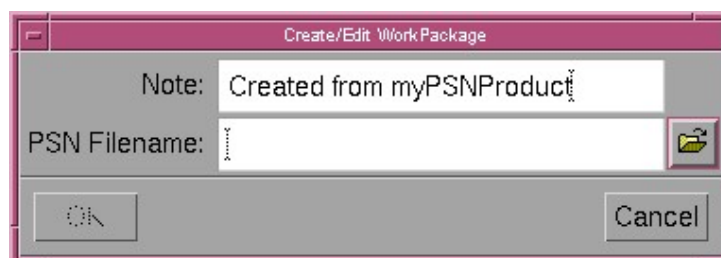 Create/Edit WorkPackage
Note: Created from myPSNProduct
PSN Filename:
OK Cancel